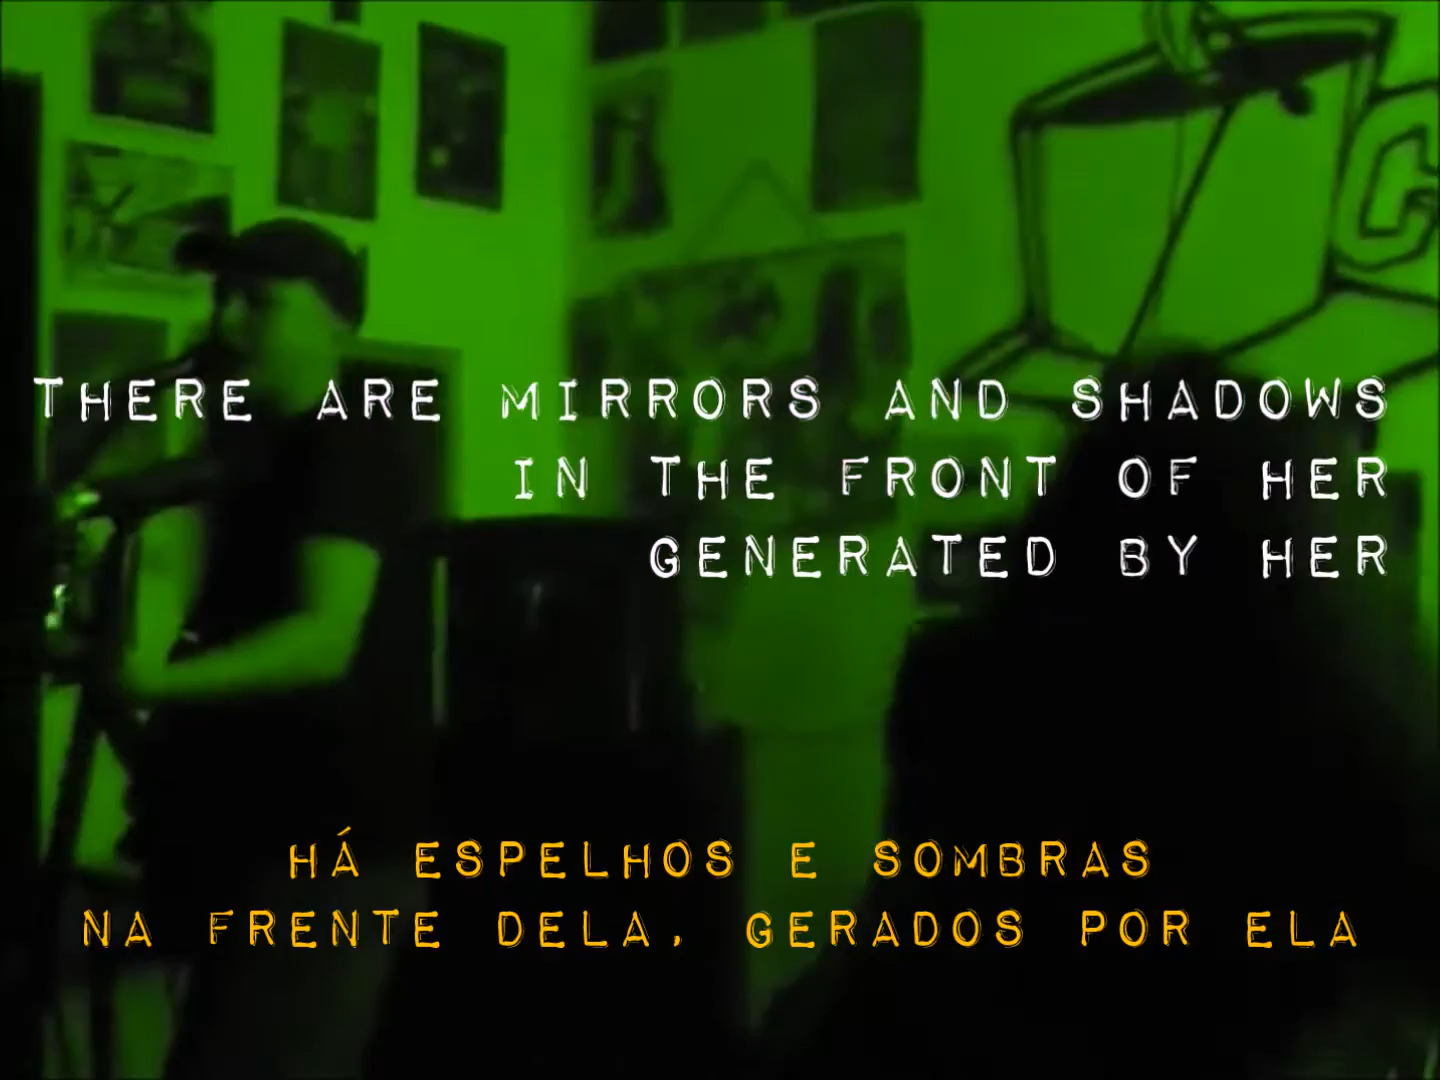 THERE ARE MIRRORS AND SHADOWS
IN THE FRONT OF HER
GENERATED BY HER
HÁ ESPELHOS E SOMBRAS
NA FRENTE DELA, GERADOS POR ELA